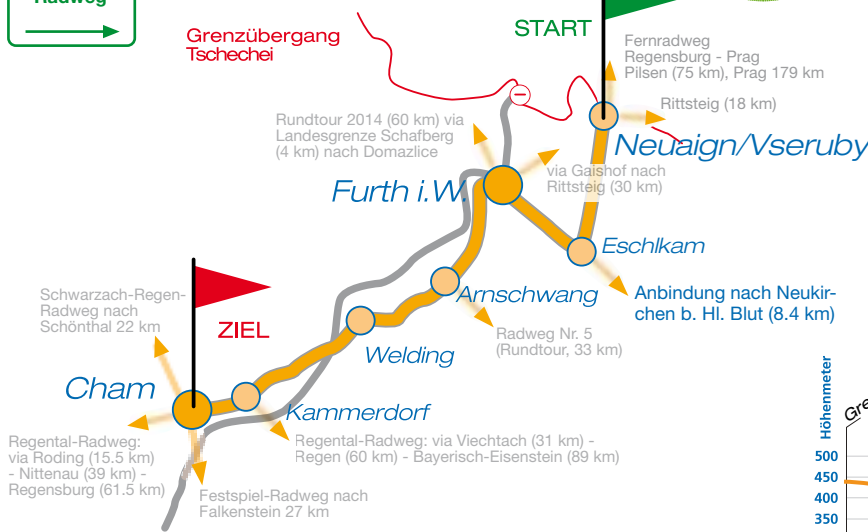 Radweg
Grenzübergang
Tschechei
START
Fernradweg
Regensburg - Prag
Pilsen (75 km), Prag 179 km
Rittsteig (18 km)
Rundtour 2014 (60 km) via
Landesgrenze Schafberg
(4 km) nach Domazlice
Neuaign/Vseruby
via Gaishof nach
Rittsteig (30 km)
Furth i.W.
Eschlkam
Anbindung nach Neukir-
chen b. Hl. Blut (8.4 km)
Arnschwang
Schwarzach-Regen-
Radweg nach
Schönthal 22 km
ZIEL
Radweg Nr. 5
(Rundtour, 33 km)
Welding
Cham
Kammerdorf
Regental-Radweg:
via Roding (15.5 km)
- Nittenau (39 km) -
Regensburg (61.5 km)
Regental-Radweg: via Viechtach (31 km) -
Regen (60 km) - Bayerisch-Eisenstein (89 km)
Festspiel-Radweg nach
Falkenstein 27 km
Höhenmeter
Gre
500
450
400
350